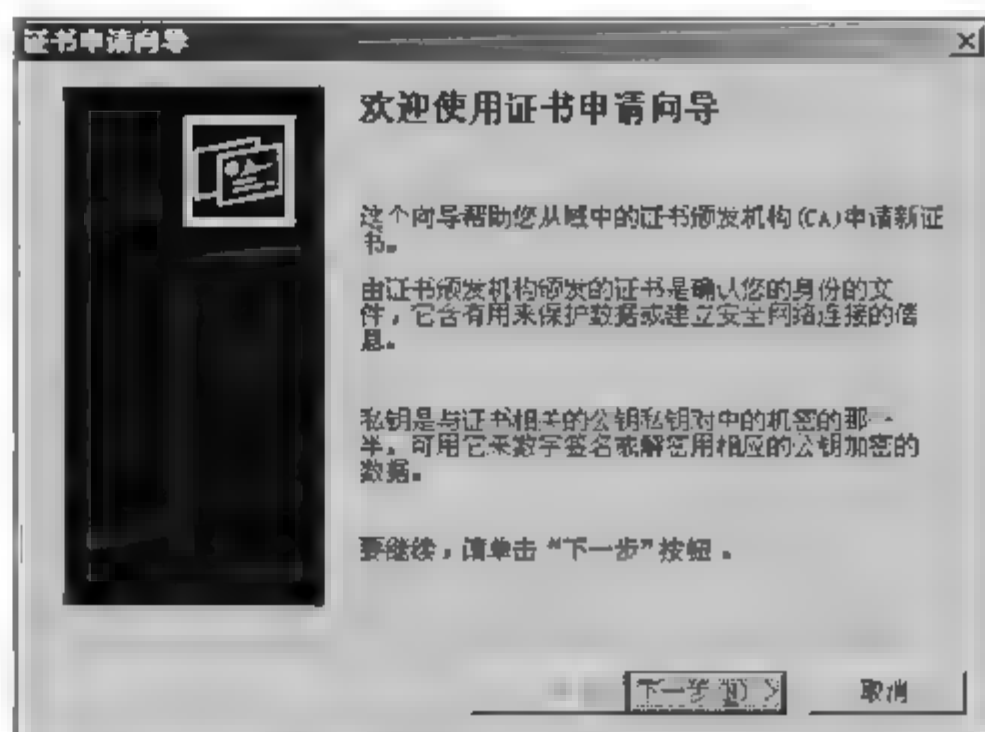 证书申请向导
欢迎使用证书申请向导
这个向导帮助您从域中的证书颁发机构(CA)申请新证
书。
由证书颁发机构颁发的证书是确认您的身份的文
件，它含有用来保护数据或建立安全网络连接的信
息。
私钥是与证书相关的公钥私钥对中的机密的那一
半。可用它来数字签名或解密用相应的公钥加密的
数据。
要继续，请单击“下一步”按钮。
下一步(N) >
取消